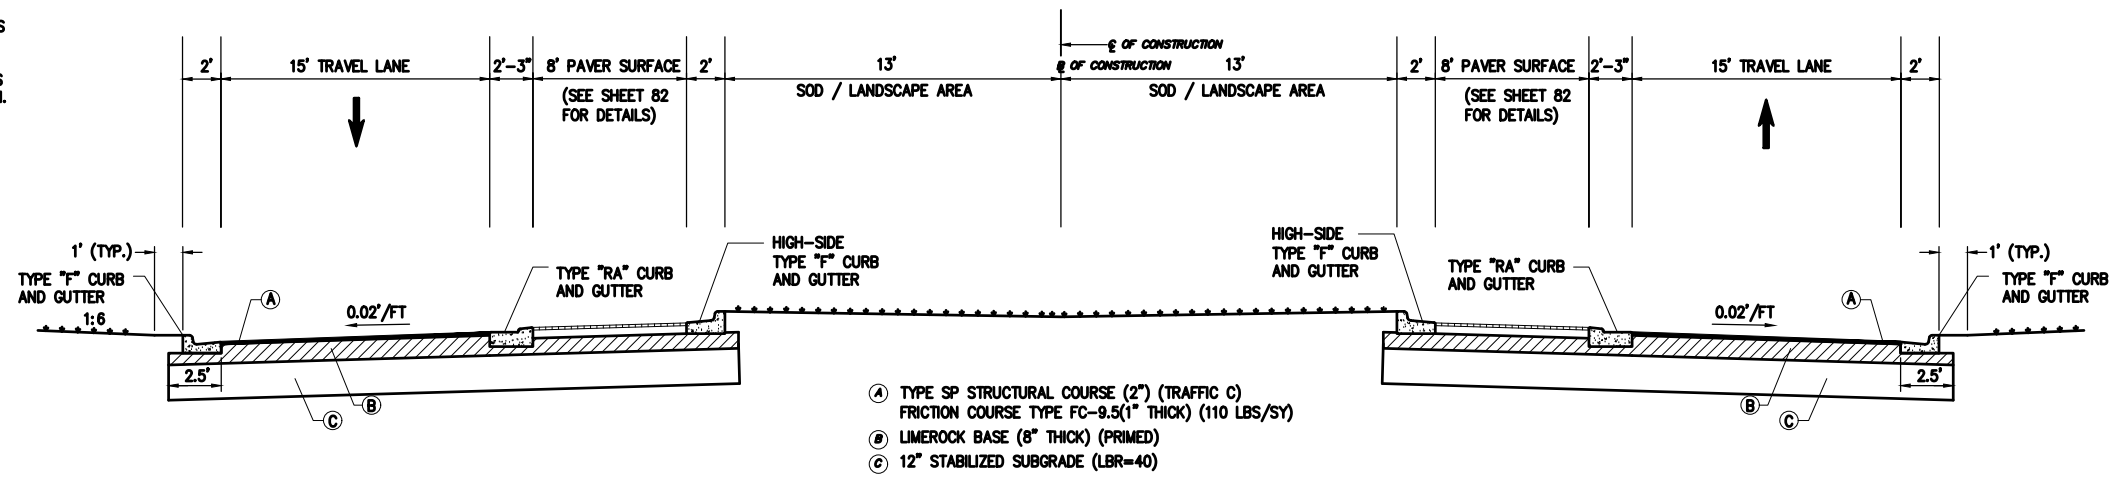 S
S
.
℄ OF CONSTRUCTION
2' 15' TRAVEL LANE 2'-3" 8' PAVER SURFACE 2' 13' OF CONSTRUCTION 13' 2' 8' PAVER SURFACE 2'-3" 15' TRAVEL LANE 2'
(SEE SHEET 82
FOR DETAILS)
SOD / LANDSCAPE AREA
SOD / LANDSCAPE AREA
(SEE SHEET 82
FOR DETAILS)
1' (TYP.)
TYPE "F" CURB
AND GUTTER
1:6
A
0.02'/FT
TYPE "RA" CURB
AND GUTTER
HIGH-SIDE
TYPE "F" CURB
AND GUTTER
HIGH-SIDE
TYPE "F" CURB
AND GUTTER
TYPE "RA" CURB
AND GUTTER
0.02'/FT
A
1' (TYP.)
TYPE "F" CURB
AND GUTTER
2.5'
B
C
2.5'
B
C
A TYPE SP STRUCTURAL COURSE (2") (TRAFFIC C)
FRICTION COURSE TYPE FC-9.5(1" THICK) (110 LBS/SY)
B LIMEROCK BASE (8" THICK) (PRIMED)
C 12" STABILIZED SUBGRADE (LBR=40)